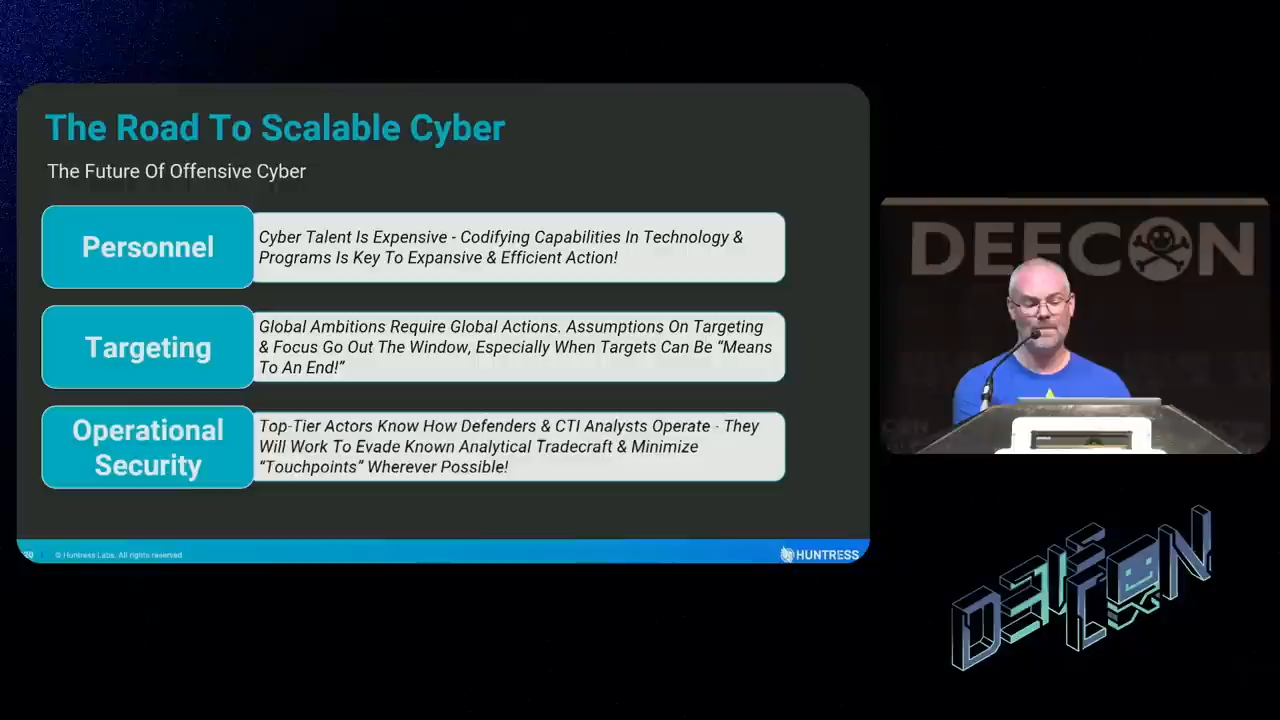 The Road To Scalable Cyber
The Future Of Offensive Cyber
Personnel
Cyber Talent Is Expensive - Codifying Capabilities In Technology &
Programs Is Key To Expansive & Efficient Action!
Targeting
Global Ambitions Require Global Actions. Assumptions On Targeting
& Focus Go Out The Window, Especially When Targets Can Be “Means
To An End!”
Operational
Security
Top-Tier Actors Know How Defenders & CTI Analysts Operate - They
Will Work To Evade Known Analytical Tradecraft & Minimize
“Touchpoints” Wherever Possible!
20
© Huntress Labs. All rights reserved
HUNTRESS
DEFCON
DEFCON